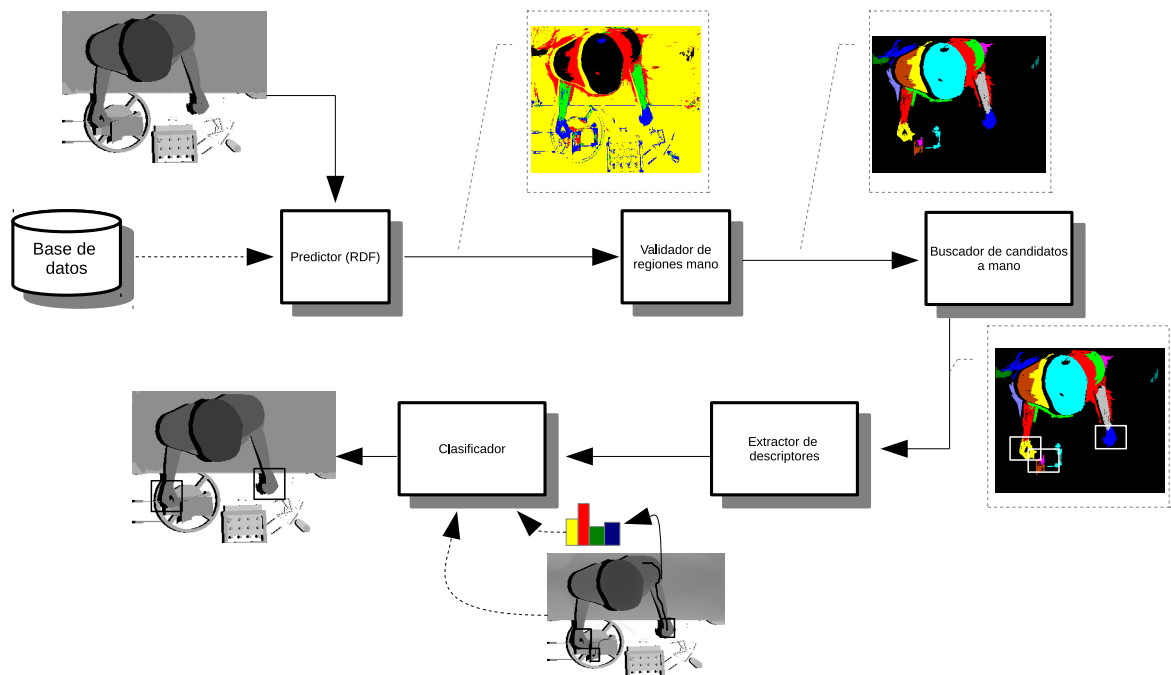 Base de
datos
Predictor (RDF)
Validador de
regiones mano
Buscador de candidatos
a mano
Clasificador
Extractor de
descriptores